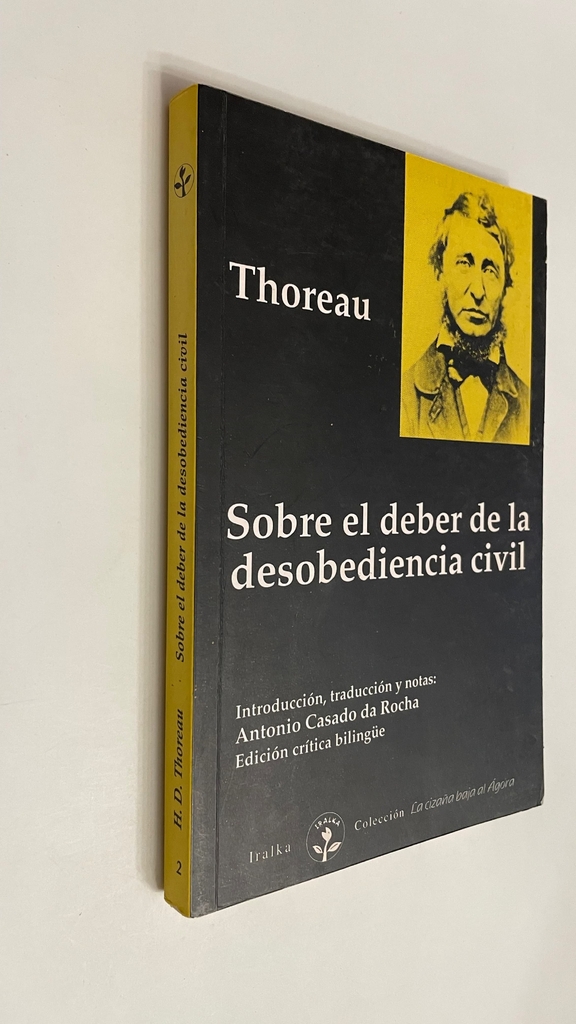 Thoreau
Sobre el deber de la
desobediencia civil
Introducción, traducción y notas:
Antonio Casado da Rocha
Edición crítica bilingüe
Iralka
IRALKA
Colección La cizaña baja al Ágora
2
H. D. Thoreau · Sobre el deber de la desobediencia civil